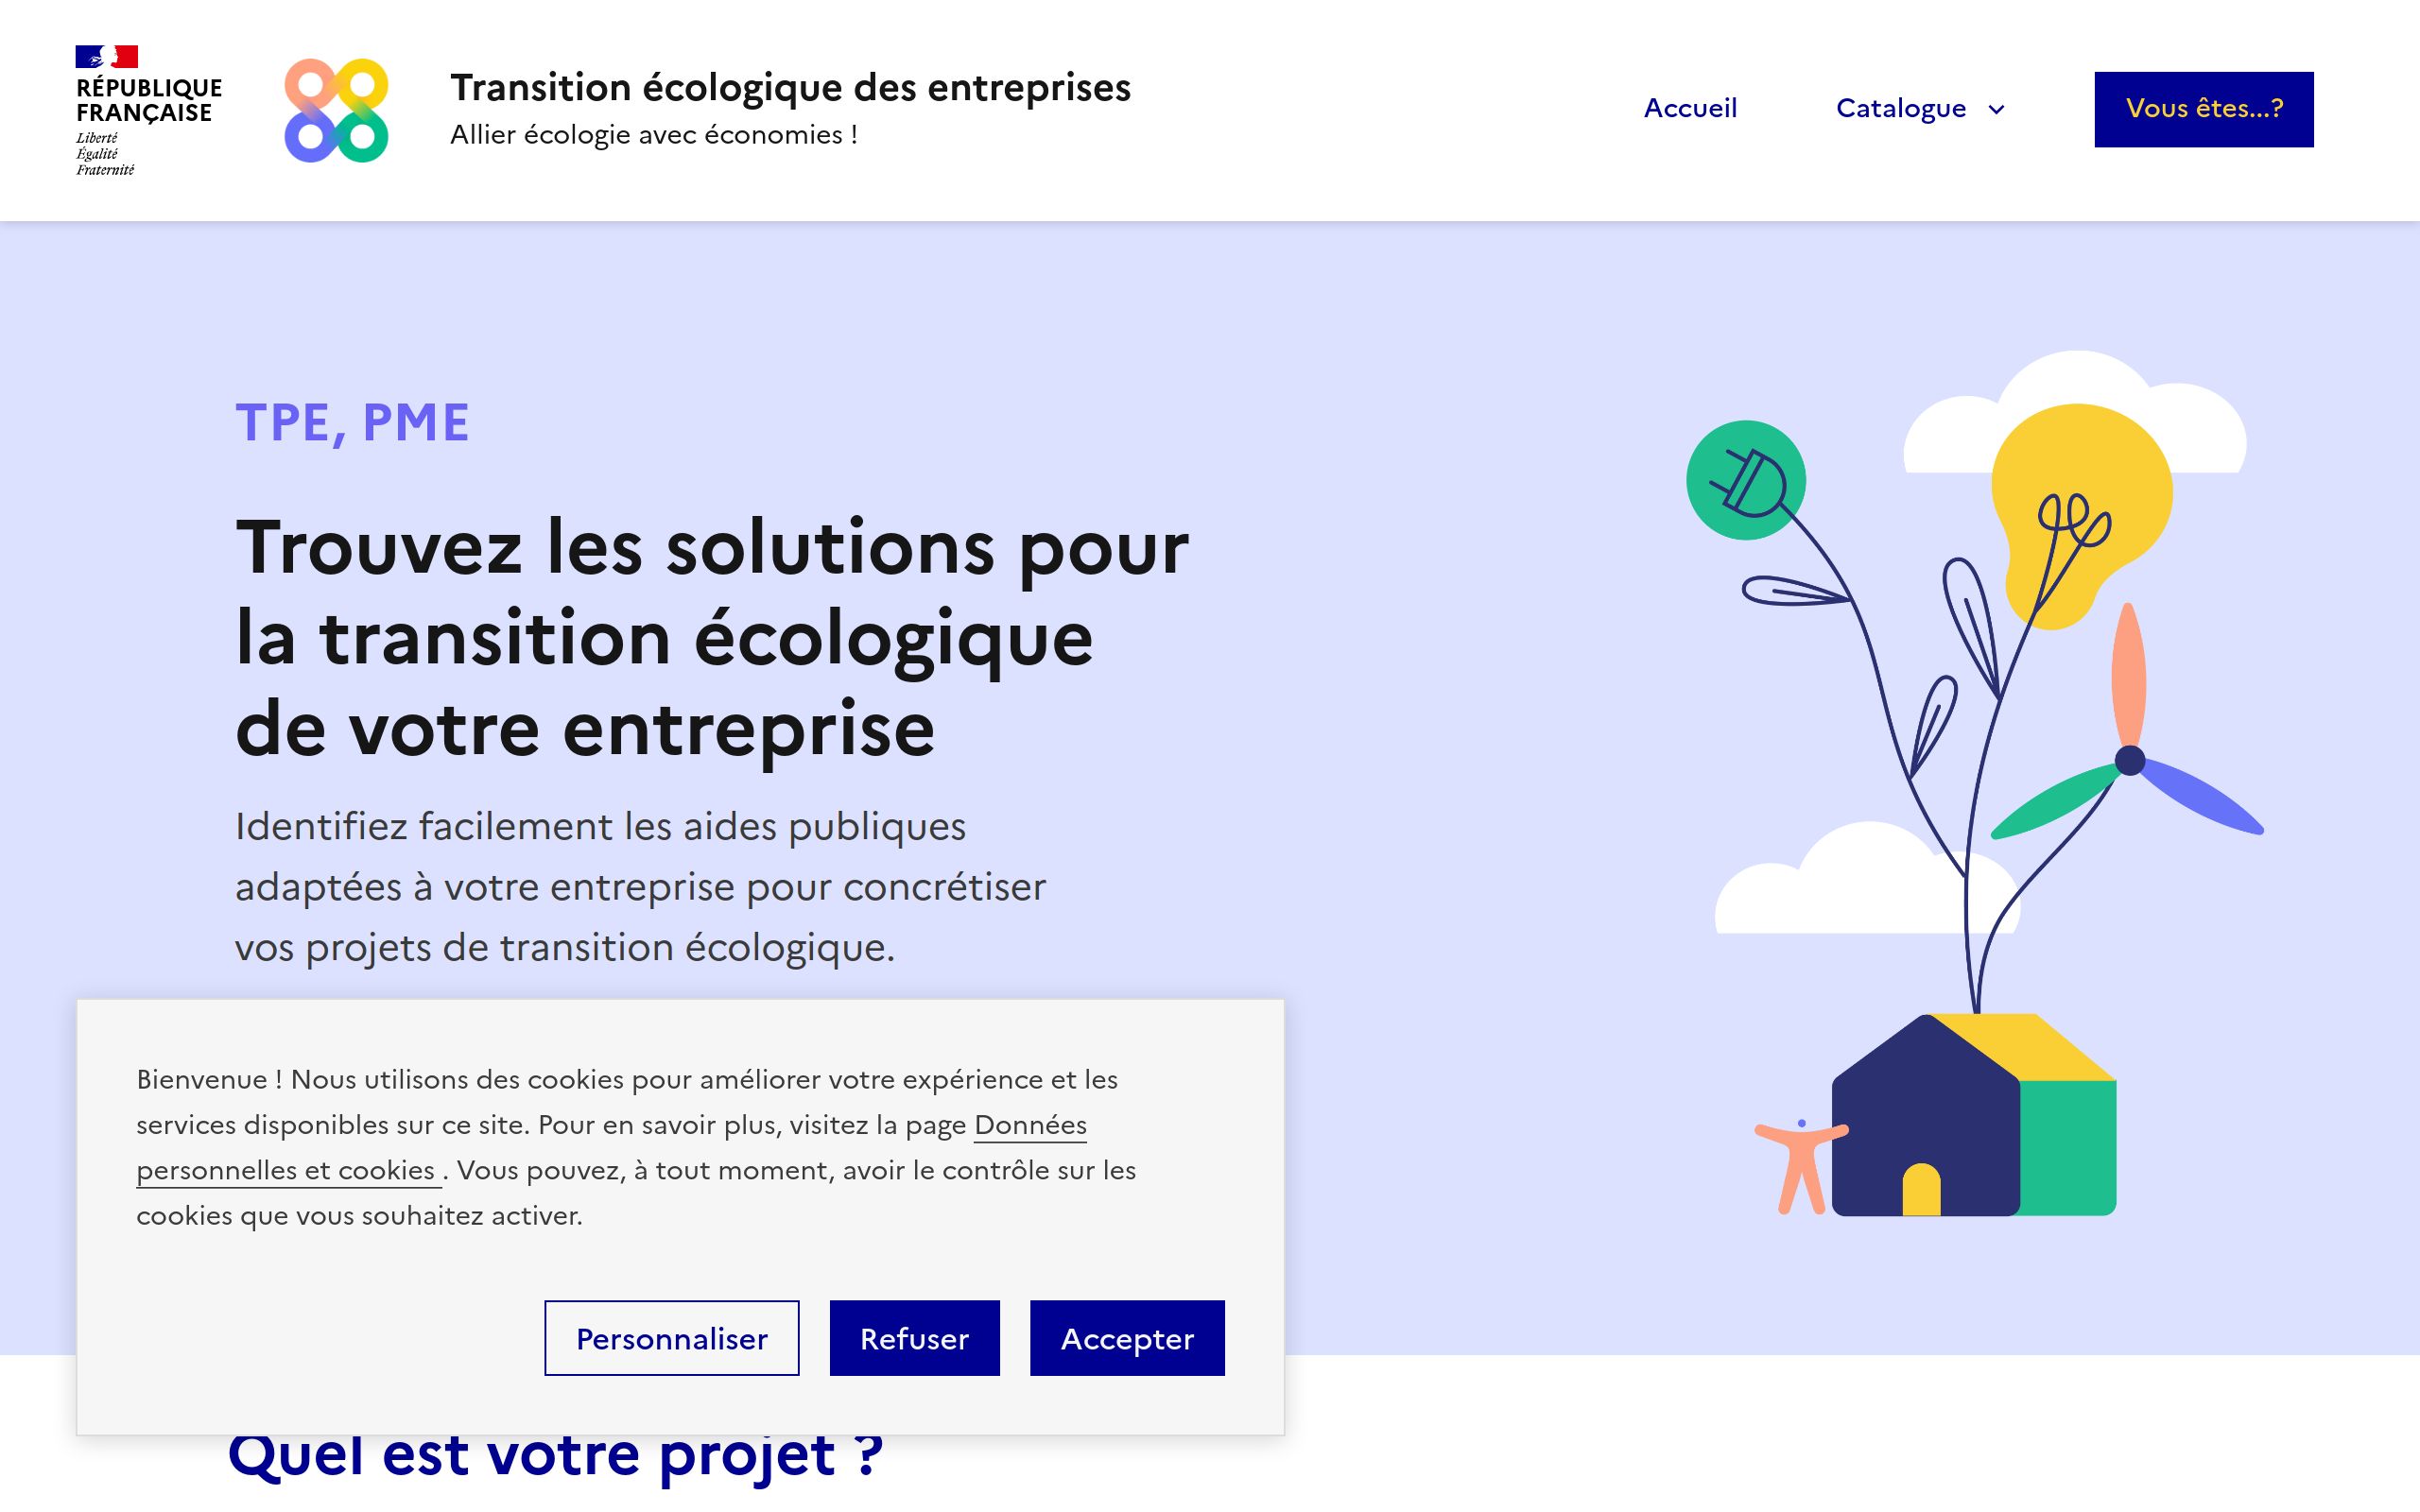 RÉPUBLIQUE
FRANÇAISE
Liberté
Égalité
Fraternité
Transition écologique des entreprises
Allier écologie avec économies !
Accueil
Catalogue
Vous êtes...?
TPE, PME
Trouvez les solutions pour
la transition écologique
de votre entreprise
Identifiez facilement les aides publiques
adaptées à votre entreprise pour concrétiser
vos projets de transition écologique.
Bienvenue ! Nous utilisons des cookies pour améliorer votre expérience et les
services disponibles sur ce site. Pour en savoir plus, visitez la page Données
personnelles et cookies . Vous pouvez, à tout moment, avoir le contrôle sur les
cookies que vous souhaitez activer.
Personnaliser
Refuser
Accepter
Quel est votre projet ?